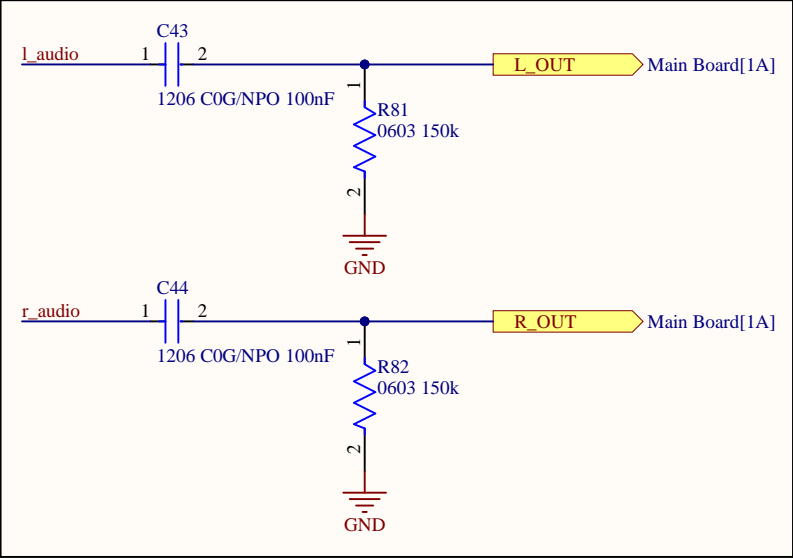 C43
l_audio
1
2
L_OUT
Main Board[1A]
1206 C0G/NPO 100nF
1
R81
0603 150k
2
GND
C44
r_audio
1
2
R_OUT
Main Board[1A]
1206 C0G/NPO 100nF
1
R82
0603 150k
2
GND